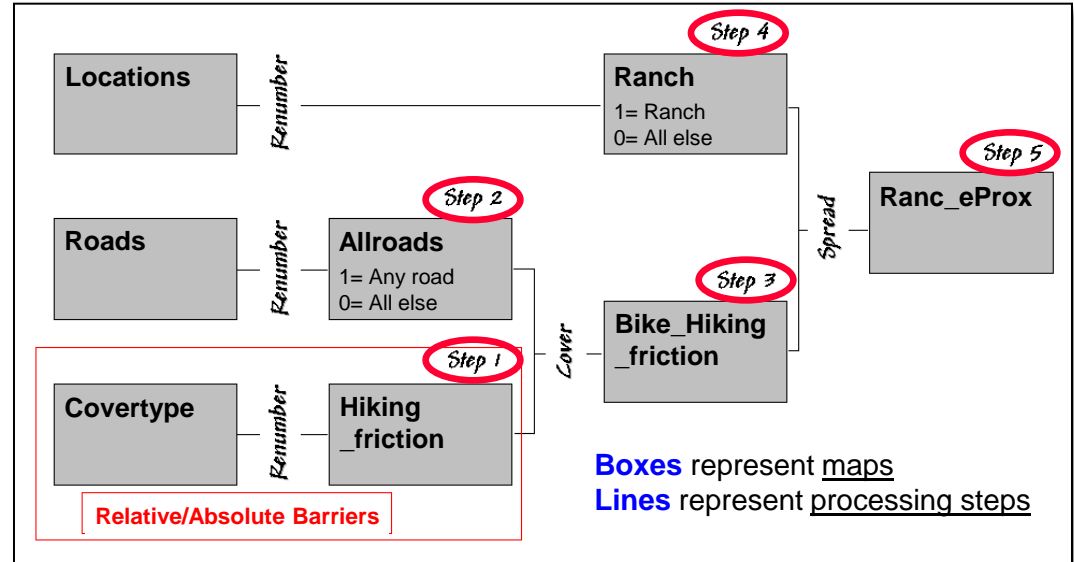 Step 4
Locations
Renumber
Ranch
1= Ranch
0= All else
Step 5
Ranc_eProx
Spread
Step 2
Roads
Renumber
Allroads
1= Any road
0= All else
Step 3
Bike_Hiking
_friction
Cover
Step 1
Covertype
Renumber
Hiking
_friction
Relative/Absolute Barriers
Boxes represent maps
Lines represent processing steps